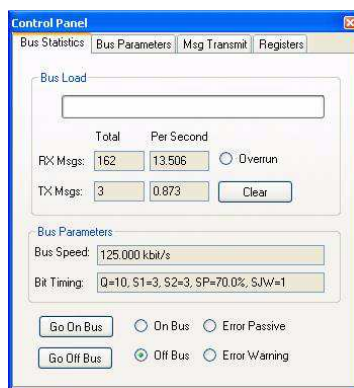 Control Panel
Bus Statistics Bus Parameters Msg Transmit Registers
Bus Load
Total Per Second
RX Msgs: 162 13.506 Overrun
TX Msgs: 3 0.873 Clear
Bus Parameters
Bus Speed: 125.000 kbit/s
Bit Timing: Q=10, S1=3, S2=3, SP=70.0%, SJW=1
Go On Bus On Bus Error Passive
Go Off Bus Off Bus Error Warning